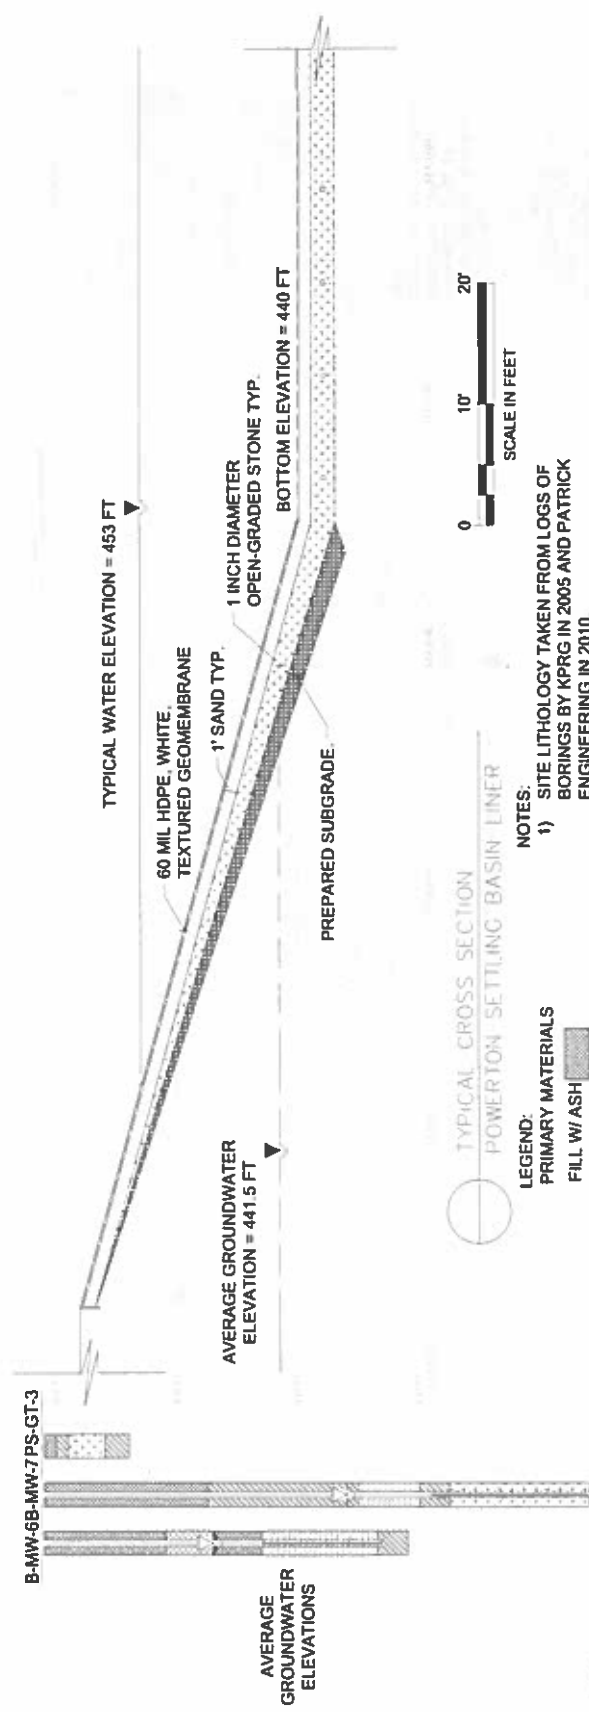 B-MW-6B-MW-7PS-GT-3
AVERAGE
GROUNDWATER
ELEVATIONS
TYPICAL WATER ELEVATION = 453 FT
60 MIL HDPE, WHITE,
TEXTURED GEOMEMBRANE
1' SAND TYP.
1 INCH DIAMETER
OPEN-GRADED STONE TYP.
BOTTOM ELEVATION = 440 FT
AVERAGE GROUNDWATER
ELEVATION = 441.5 FT
PREPARED SUBGRADE
TYPICAL CROSS SECTION
POWERTON SETTLING BASIN LINER
0 10' 20'
SCALE IN FEET
LEGEND:
PRIMARY MATERIALS
FILL W/ ASH
NOTES:
1) SITE LITHOLOGY TAKEN FROM LOGS OF
BORINGS BY KPRG IN 2005 AND PATRICK
ENGINEERING IN 2010